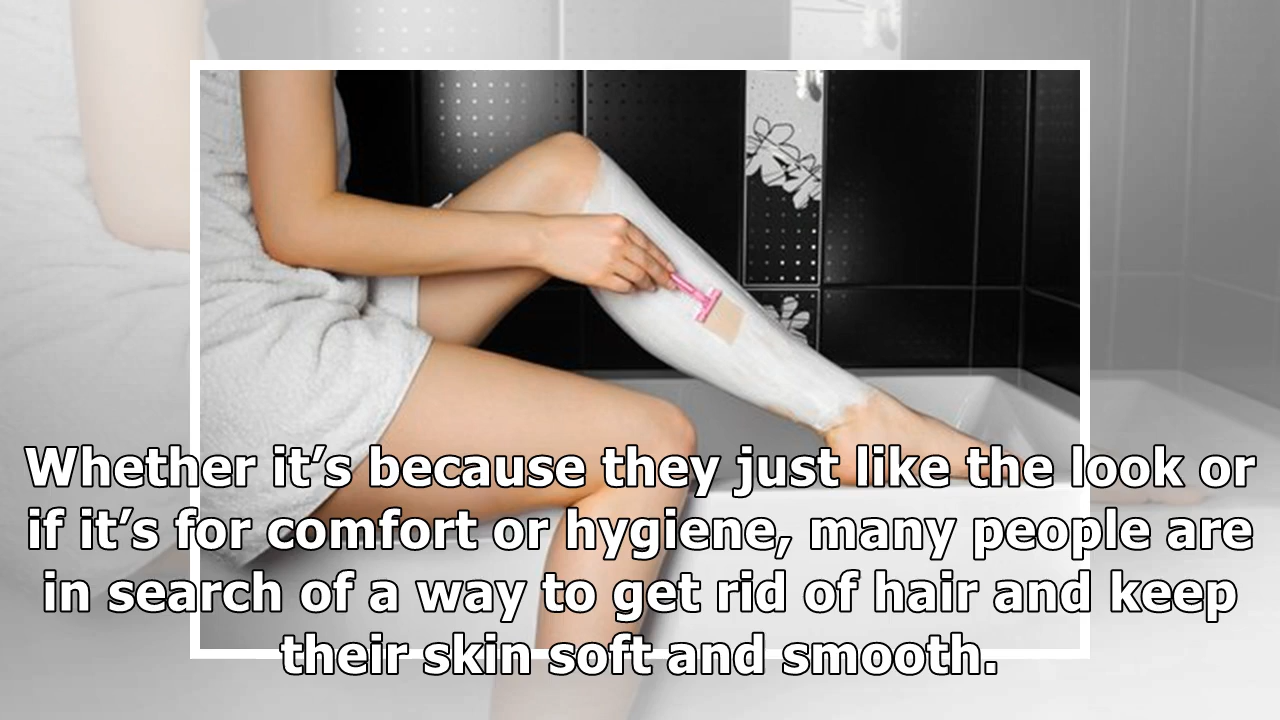 Whether it’s because they just like the look or
if it’s for comfort or hygiene, many people are
in search of a way to get rid of hair and keep
their skin soft and smooth.